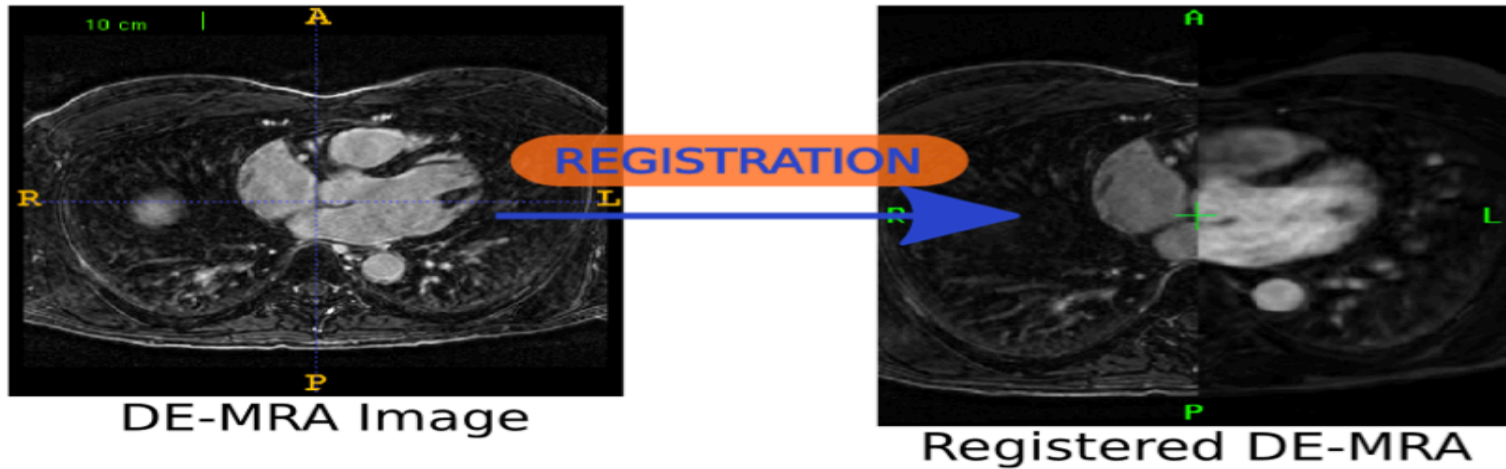 10 cm
A
A
REGISTRATION
R
L
R
L
P
P
DE-MRA Image
Registered DE-MRA